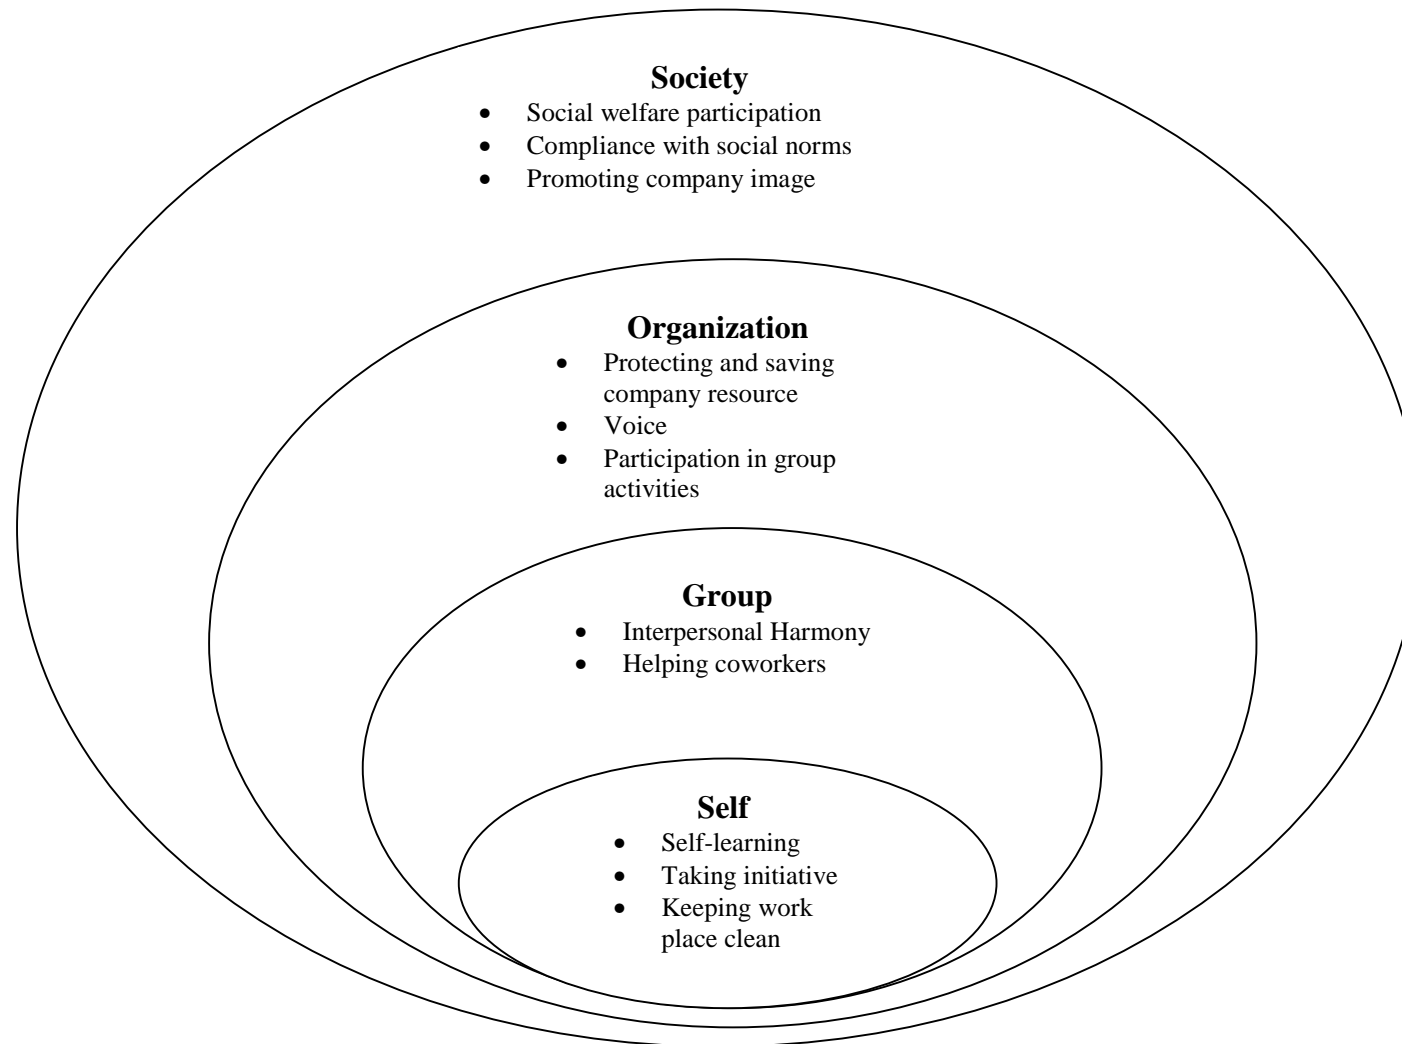 Society
• Social welfare participation
• Compliance with social norms
• Promoting company image
Organization
• Protecting and saving
company resource
• Voice
• Participation in group
activities
Group
• Interpersonal Harmony
• Helping coworkers
Self
• Self-learning
• Taking initiative
• Keeping work
place clean